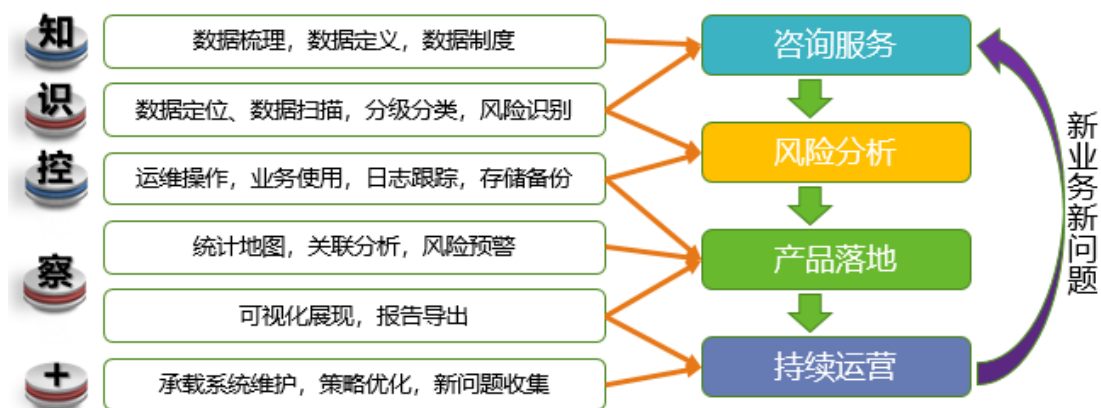 知
数据梳理，数据定义，数据制度
咨询服务
识
数据定位、数据扫描，分级分类，风险识别
风险分析
控
运维操作，业务使用，日志跟踪，存储备份
察
统计地图，关联分析，风险预警
产品落地
可视化展现，报告导出
+
承载系统维护，策略优化，新问题收集
持续运营
新业务新问题